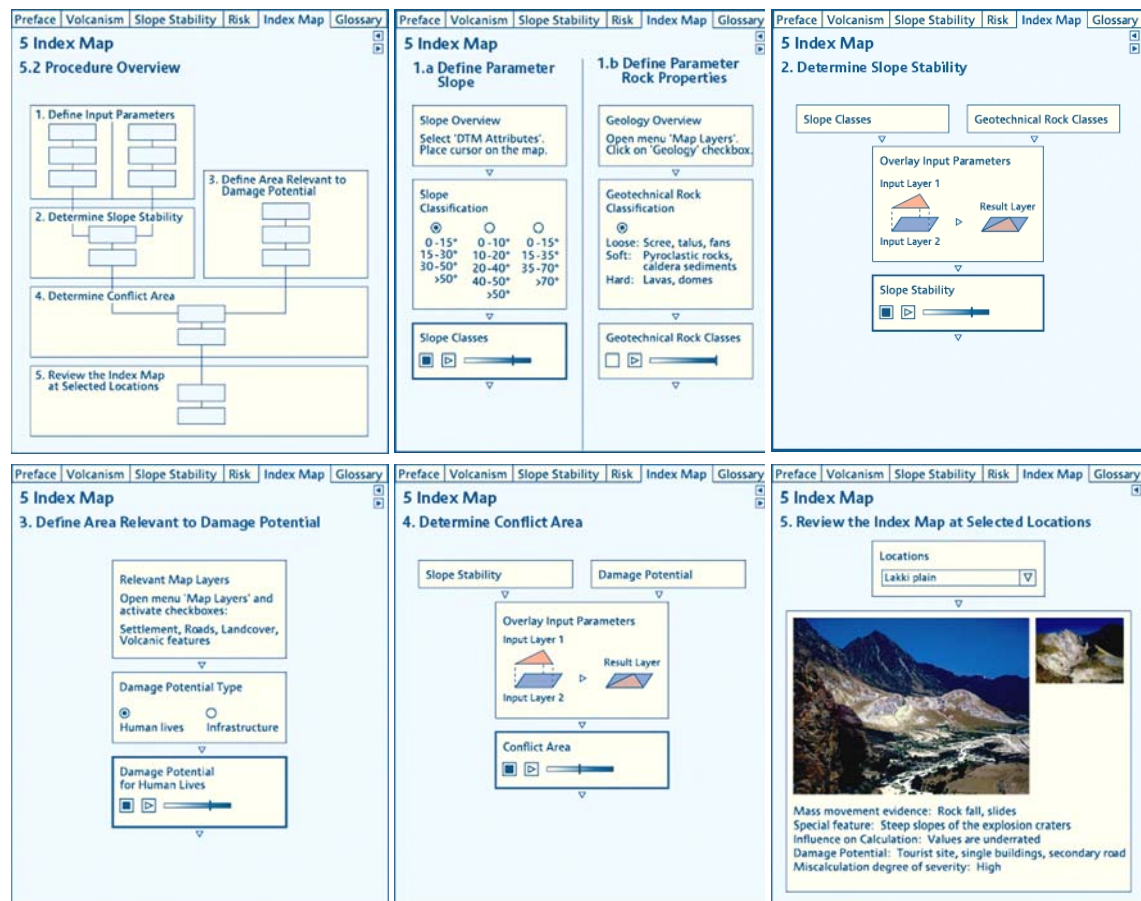 Preface Volcanism Slope Stability Risk Index Map Glossary
5 Index Map
5.2 Procedure Overview
1. Define Input Parameters
3. Define Area Relevant to
Damage Potential
2. Determine Slope Stability
4. Determine Conflict Area
5. Review the Index Map
at Selected Locations
Preface Volcanism Slope Stability Risk Index Map Glossary
5 Index Map
1.a Define Parameter
Slope
Slope Overview
Select 'DTM Attributes'.
Place cursor on the map.
Slope
Classification
0-15° 0-10° 0-15°
15-30° 10-20° 15-35°
30-50° 20-40° 35-70°
>50° 40-50° >70°
>50°
Slope Classes
1.b Define Parameter
Rock Properties
Geology Overview
Open menu 'Map Layers'.
Click on 'Geology' checkbox.
Geotechnical Rock
Classification
Loose: Scree, talus, fans
Soft: Pyroclastic rocks,
caldera sediments
Hard: Lavas, domes
Geotechnical Rock Classes
Preface Volcanism Slope Stability Risk Index Map Glossary
5 Index Map
2. Determine Slope Stability
Slope Classes
Geotechnical Rock Classes
Overlay Input Parameters
Input Layer 1
Result Layer
Input Layer 2
Slope Stability
Preface Volcanism Slope Stability Risk Index Map Glossary
5 Index Map
3. Define Area Relevant to Damage Potential
Relevant Map Layers
Open menu 'Map Layers' and
activate checkboxes:
Settlement, Roads, Landcover,
Volcanic features
Damage Potential Type
Human lives Infrastructure
Damage Potential
for Human Lives
Preface Volcanism Slope Stability Risk Index Map Glossary
5 Index Map
4. Determine Conflict Area
Slope Stability
Damage Potential
Overlay Input Parameters
Input Layer 1
Result Layer
Input Layer 2
Conflict Area
Preface Volcanism Slope Stability Risk Index Map Glossary
5 Index Map
5. Review the Index Map at Selected Locations
Locations
Lakki plain
Mass movement evidence: Rock fall, slides
Special feature: Steep slopes of the explosion craters
Influence on Calculation: Values are underrated
Damage Potential: Tourist site, single buildings, secondary road
Miscalculation degree of severity: High